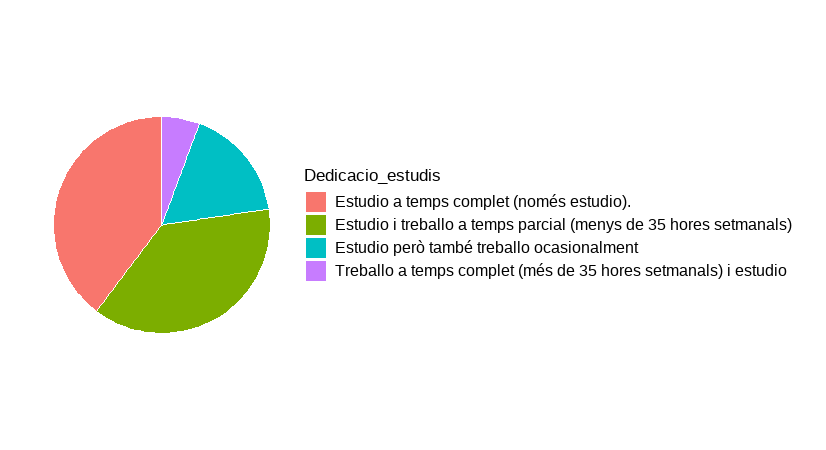 Dedicacio_estudis
Estudio a temps complet (només estudio).
Estudio i treballo a temps parcial (menys de 35 hores setmanals)
Estudio però també treballo ocasionalment
Treballo a temps complet (més de 35 hores setmanals) i estudio